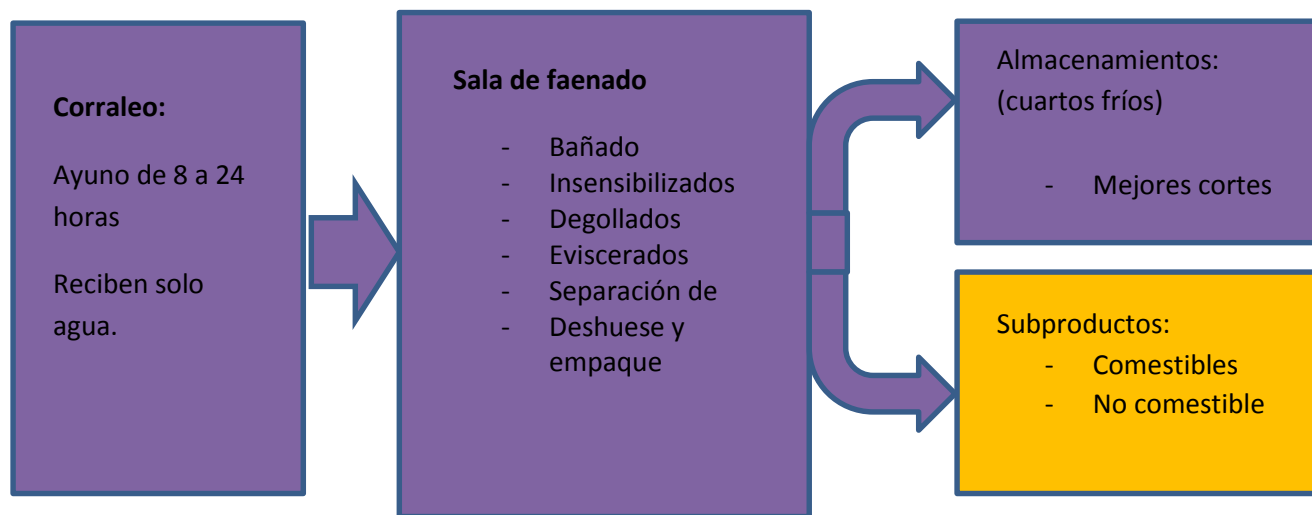 Corraleo:
Ayuno de 8 a 24
horas
Reciben solo
agua.
Sala de faenado
- Bañado
- Insensibilizados
- Degollados
- Eviscerados
- Separación de
- Deshuese y
empaque
Almacenamientos:
(cuartos fríos)
- Mejores cortes
Subproductos:
- Comestibles
- No comestible